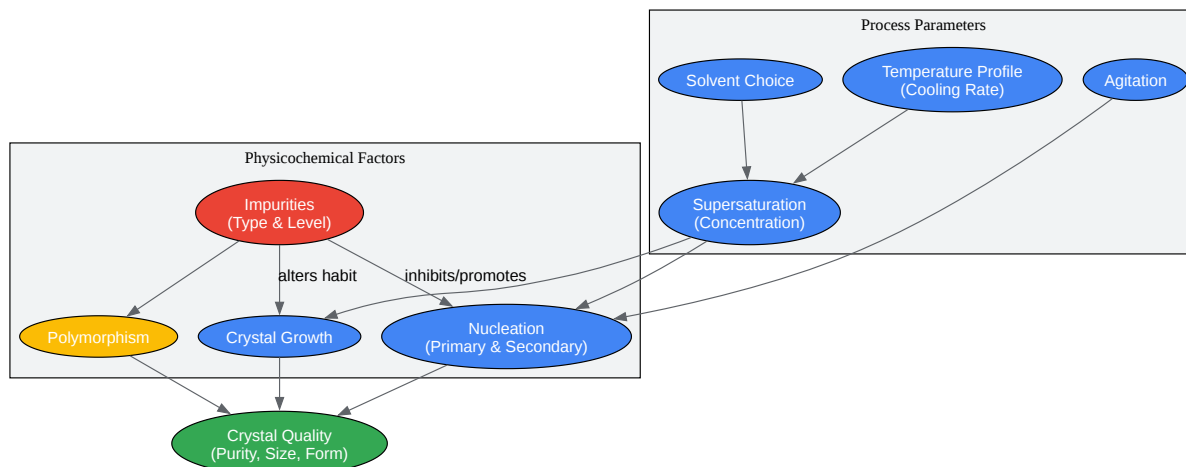 Process Parameters
Solvent Choice
Temperature Profile
(Cooling Rate)
Agitation
Physicochemical Factors
Impurities
(Type & Level)
Supersaturation
(Concentration)
alters habit
inhibits/promotes
Polymorphism
Crystal Growth
Nucleation
(Primary & Secondary)
Crystal Quality
(Purity, Size, Form)